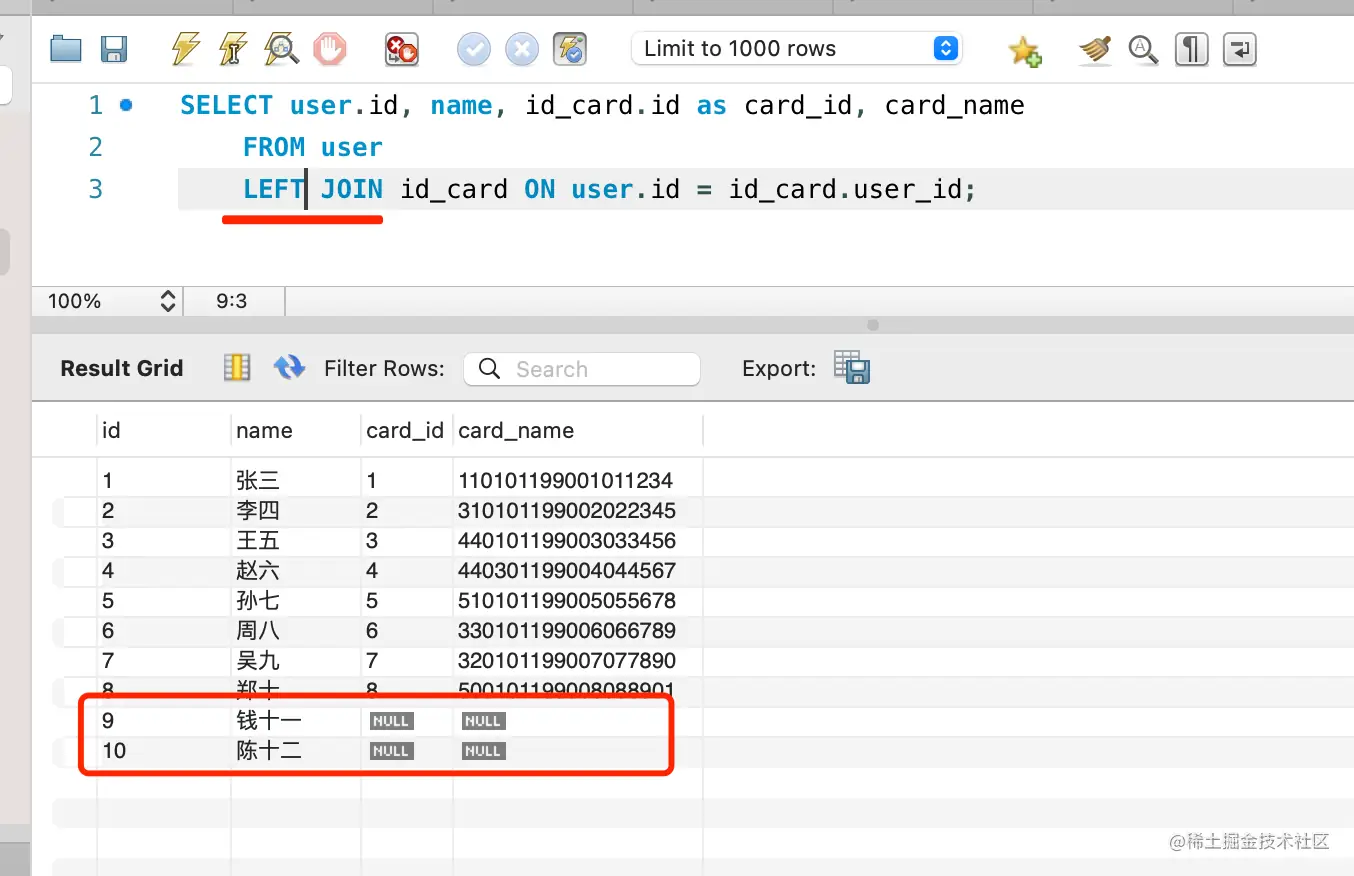 Limit to 1000 rows
1 SELECT user.id, name, id_card.id as card_id, card_name
2 FROM user
3 LEFT JOIN id_card ON user.id = id_card.user_id;
100% 9:3
Result Grid Filter Rows: Search Export:
id name card_id card_name
1 张三 1 110101199001011234
2 李四 2 310101199002022345
3 王五 3 440101199003033456
4 赵六 4 440301199004044567
5 孙七 5 510101199005055678
6 周八 6 330101199006066789
7 吴九 7 320101199007077890
8 郑十 8 500101199008088901
9 钱十一 NULL NULL
10 陈十二 NULL NULL
@稀土掘金技术社区